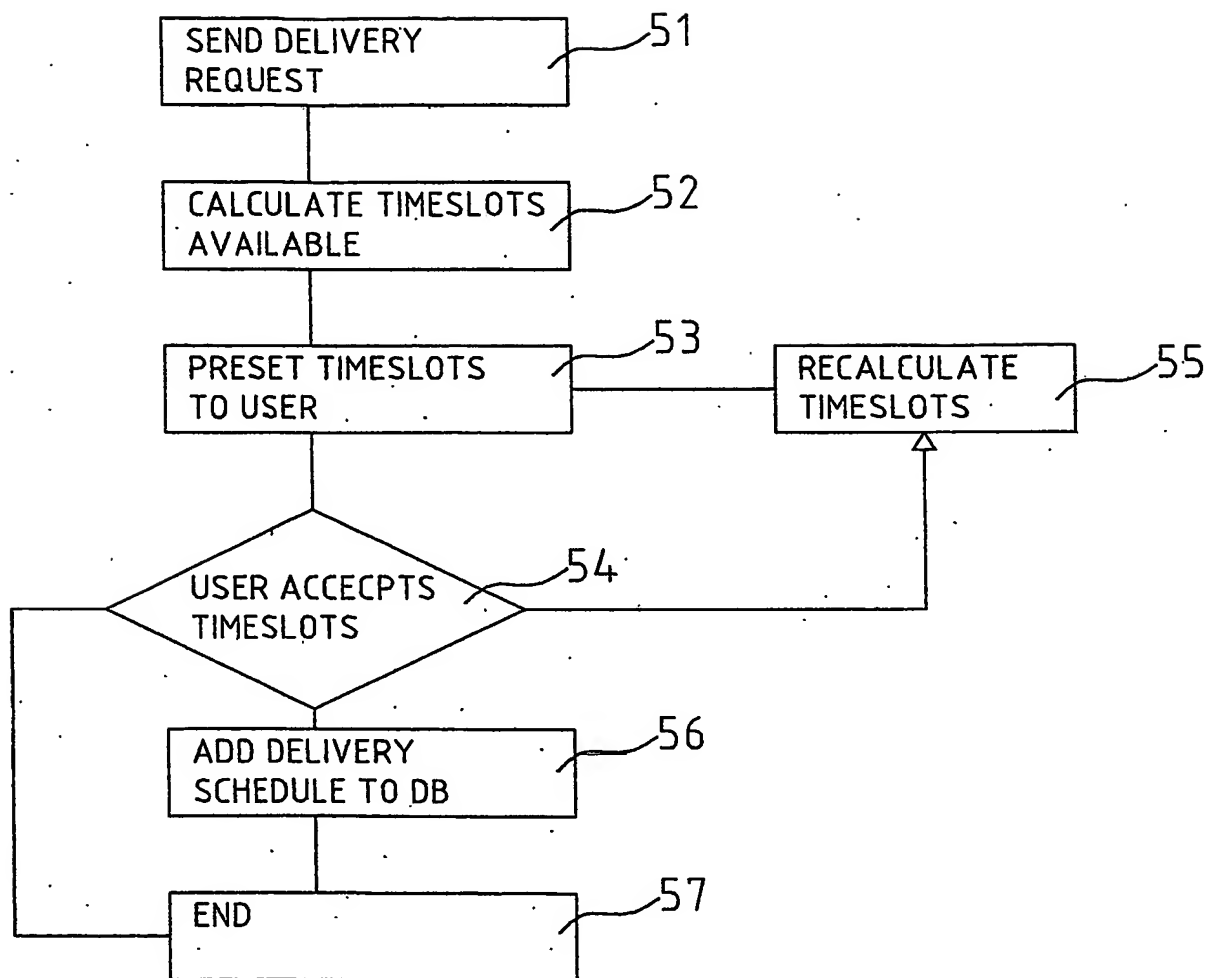 SEND DELIVERY
REQUEST
51
CALCULATE TIMESLOTS
AVAILABLE
52
PRESET TIMESLOTS
TO USER
53
RECALCULATE
TIMESLOTS
55
USER ACCECPTS
TIMESLOTS
54
ADD DELIVERY
SCHEDULE TO DB
56
END
57